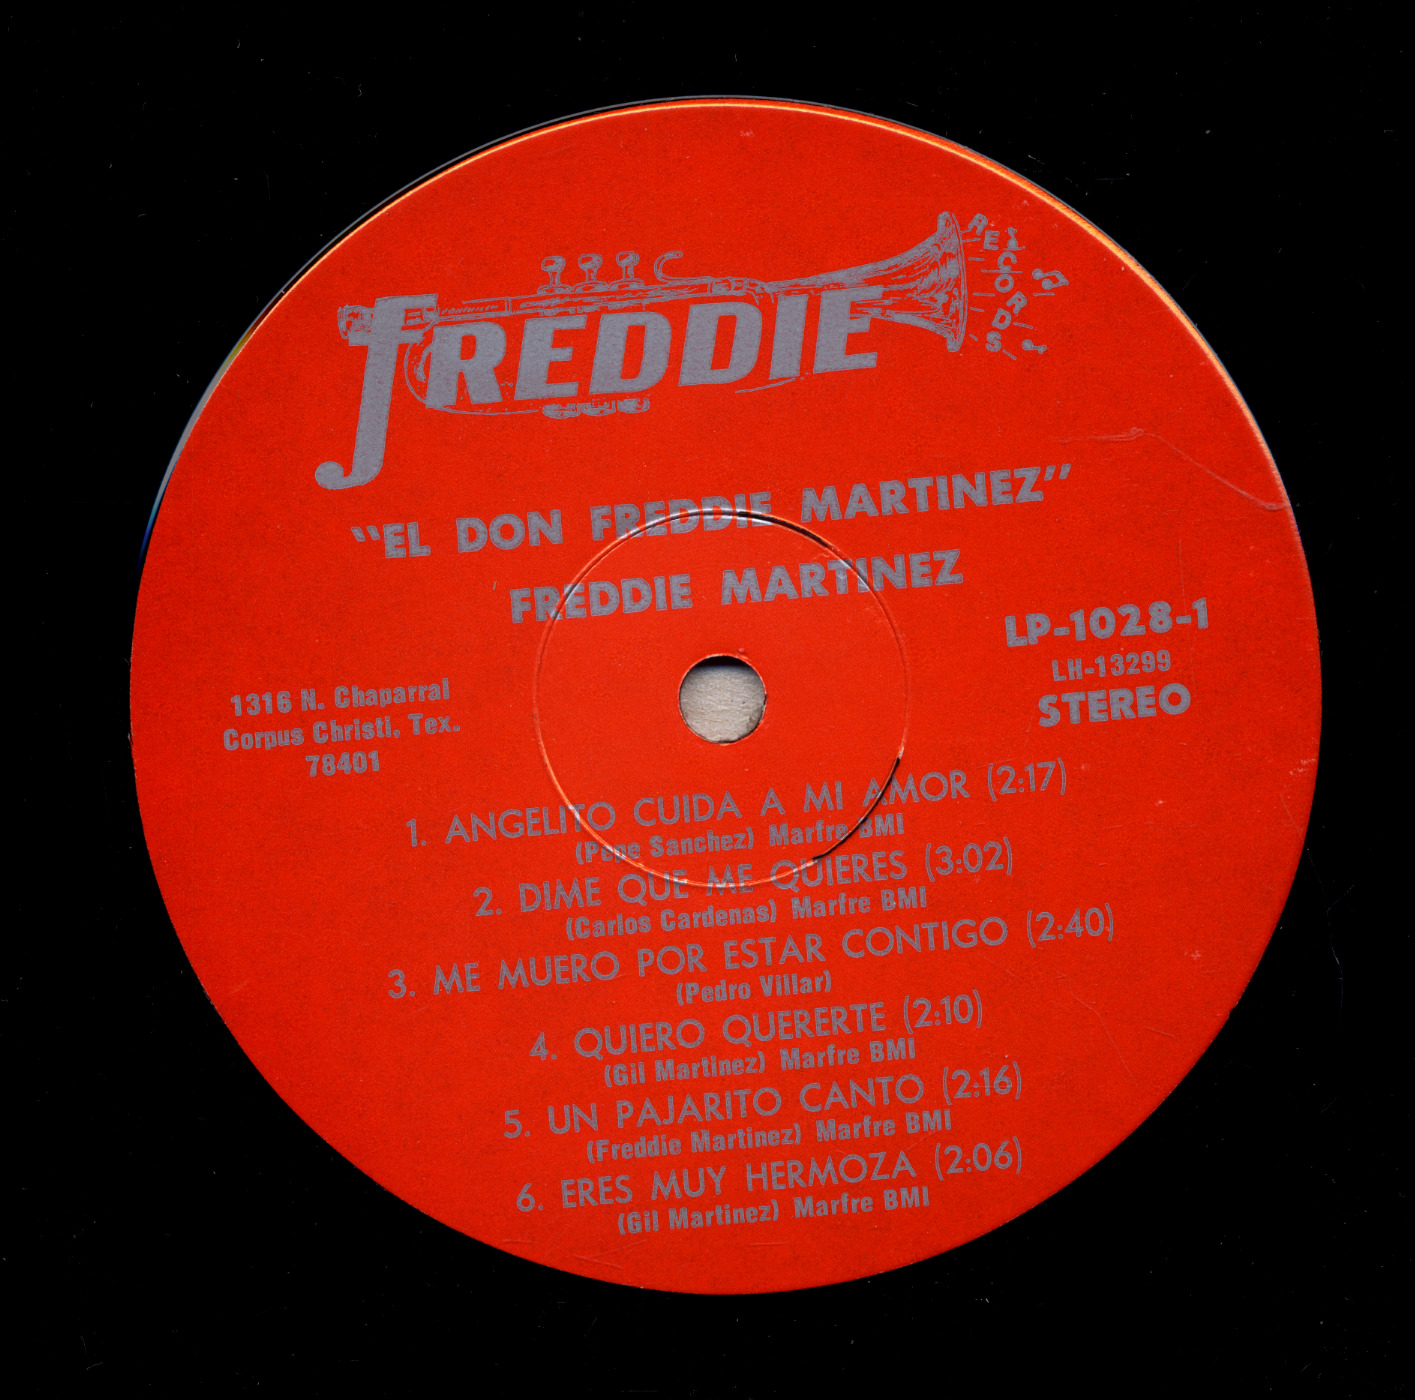 FREDDIE
RECORDS
"EL DON FREDDIE MARTINEZ"
FREDDIE MARTINEZ
LP-1028-1
LH-13299
STEREO
1316 N. Chaparral
Corpus Christi, Tex.
78401
1. ANGELITO CUIDA A MI AMOR (2:17)
(Pepe Sanchez) Marfre BMI
2. DIME QUE ME QUIERES (3:02)
(Carlos Cardenas) Marfre BMI
3. ME MUERO POR ESTAR CONTIGO (2:40)
(Pedro Villar)
4. QUIERO QUERERTE (2:10)
(Gil Martinez) Marfre BMI
5. UN PAJARITO CANTO (2:16)
(Freddie Martinez) Marfre BMI
6. ERES MUY HERMOZA (2:06)
(Gil Martinez) Marfre BMI